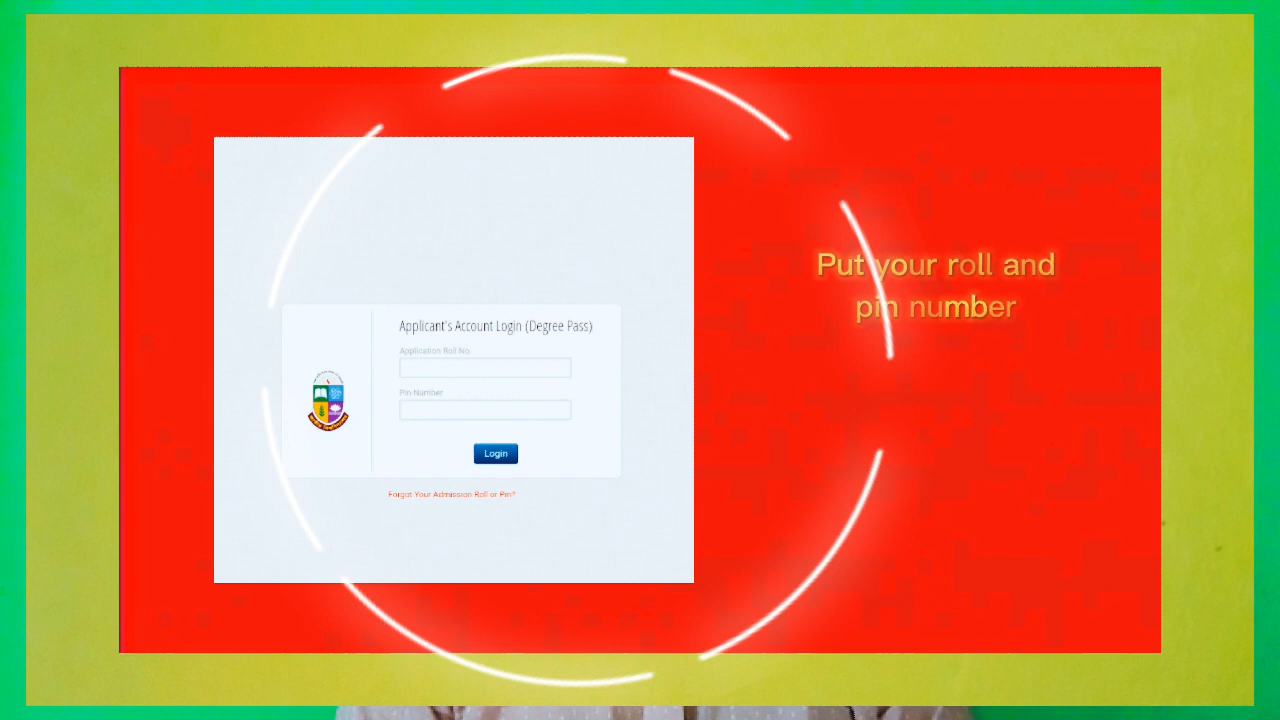 Put your roll and
pin number
Applicant's Account Login (Degree Pass)
Application Roll No.
Pin Number
Login
Forgot Your Admission Roll or Pin?